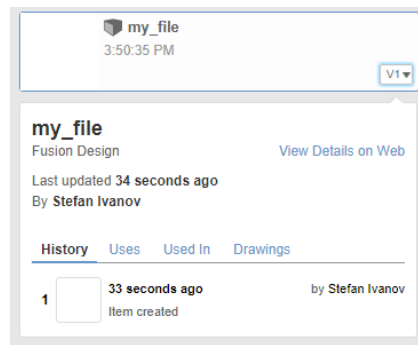 my_file
3:50:35 PM
V1
my_file
Fusion Design
View Details on Web
Last updated 34 seconds ago
By Stefan Ivanov
History Uses Used In Drawings
1 33 seconds ago by Stefan Ivanov
Item created